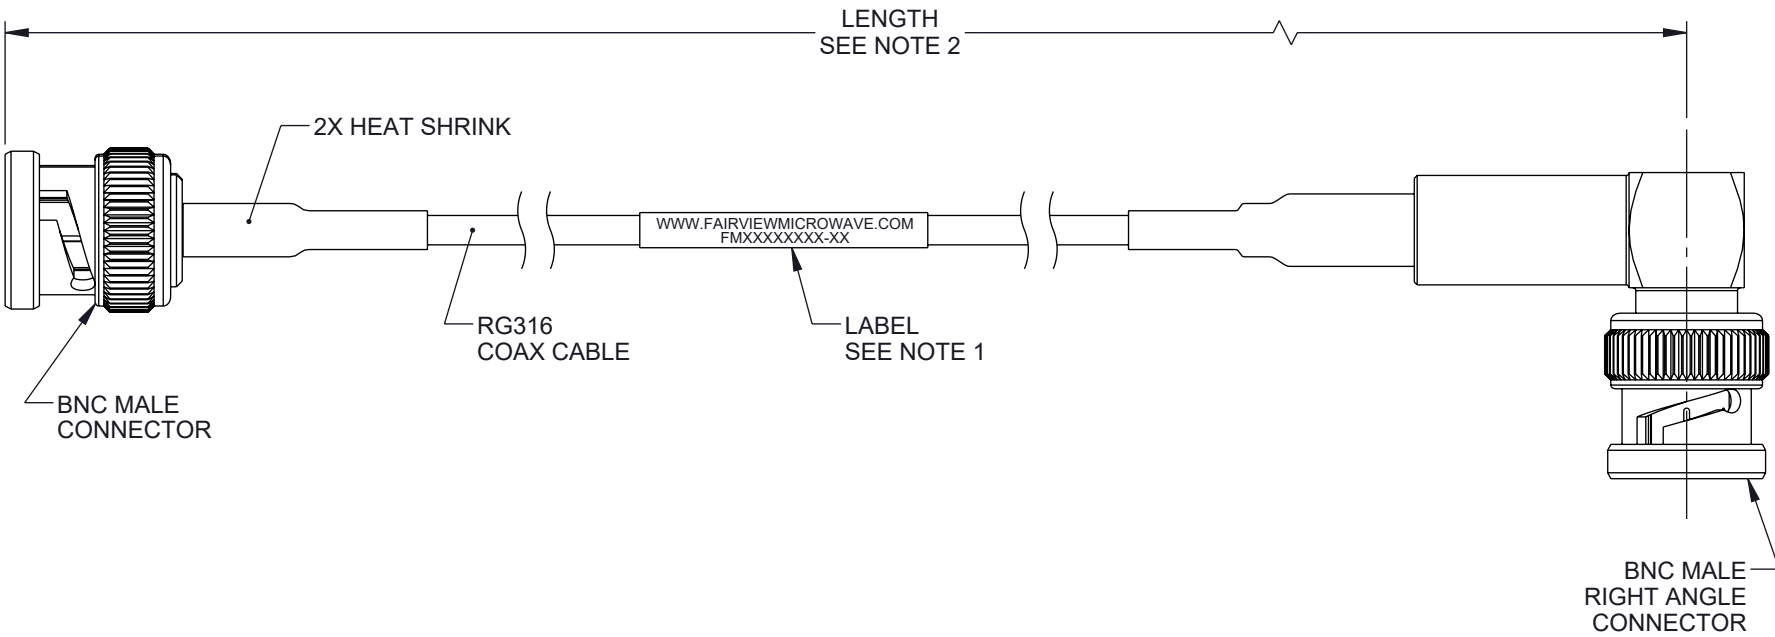 LENGTH
SEE NOTE 2
2X HEAT SHRINK
WWW.FAIRVIEWMICROWAVE.COM
FMXXXXXXXX-XX
RG316
COAX CABLE
LABEL
SEE NOTE 1
BNC MALE
CONNECTOR
BNC MALE
RIGHT ANGLE
CONNECTOR